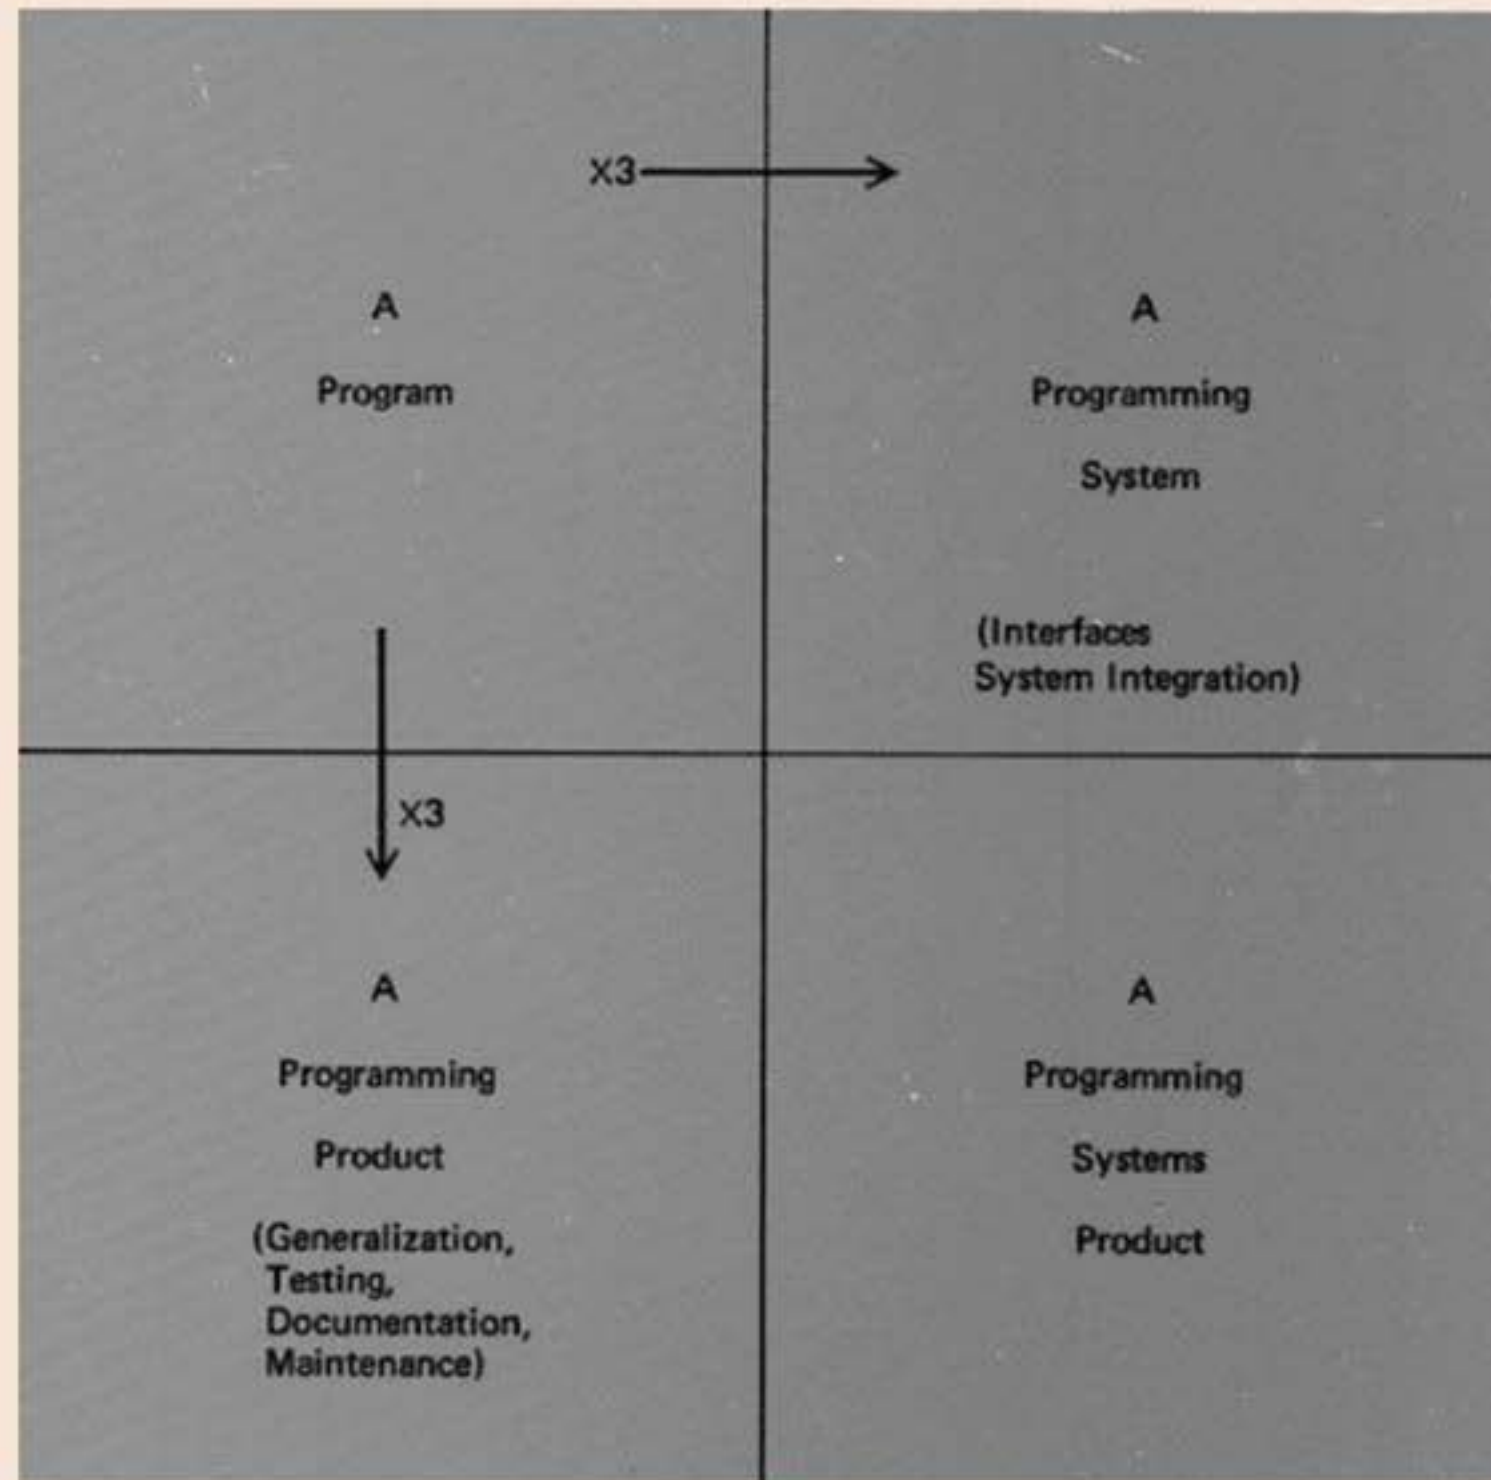 X3
A
Program
A
Programming
System
(Interfaces
System Integration)
X3
A
Programming
Product
(Generalization,
Testing,
Documentation,
Maintenance)
A
Programming
Systems
Product